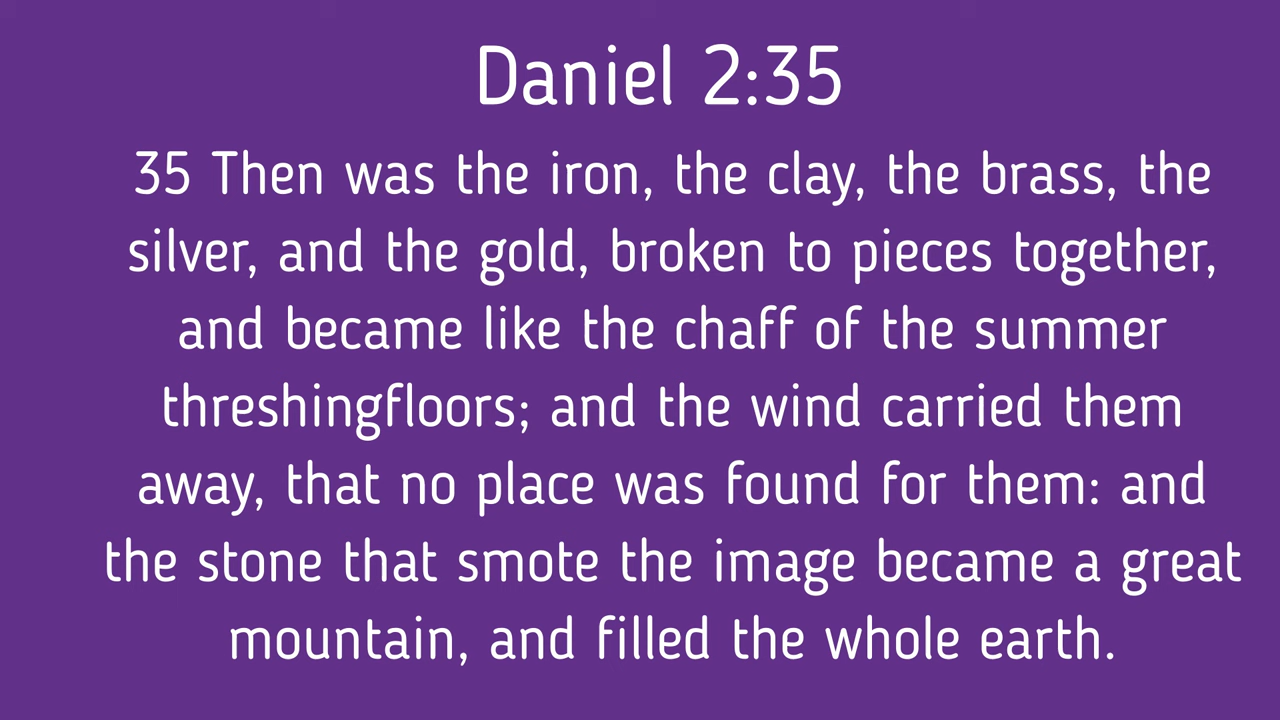 Daniel 2:35
35 Then was the iron, the clay, the brass, the
silver, and the gold, broken to pieces together,
and became like the chaff of the summer
threshingfloors; and the wind carried them
away, that no place was found for them: and
the stone that smote the image became a great
mountain, and filled the whole earth.